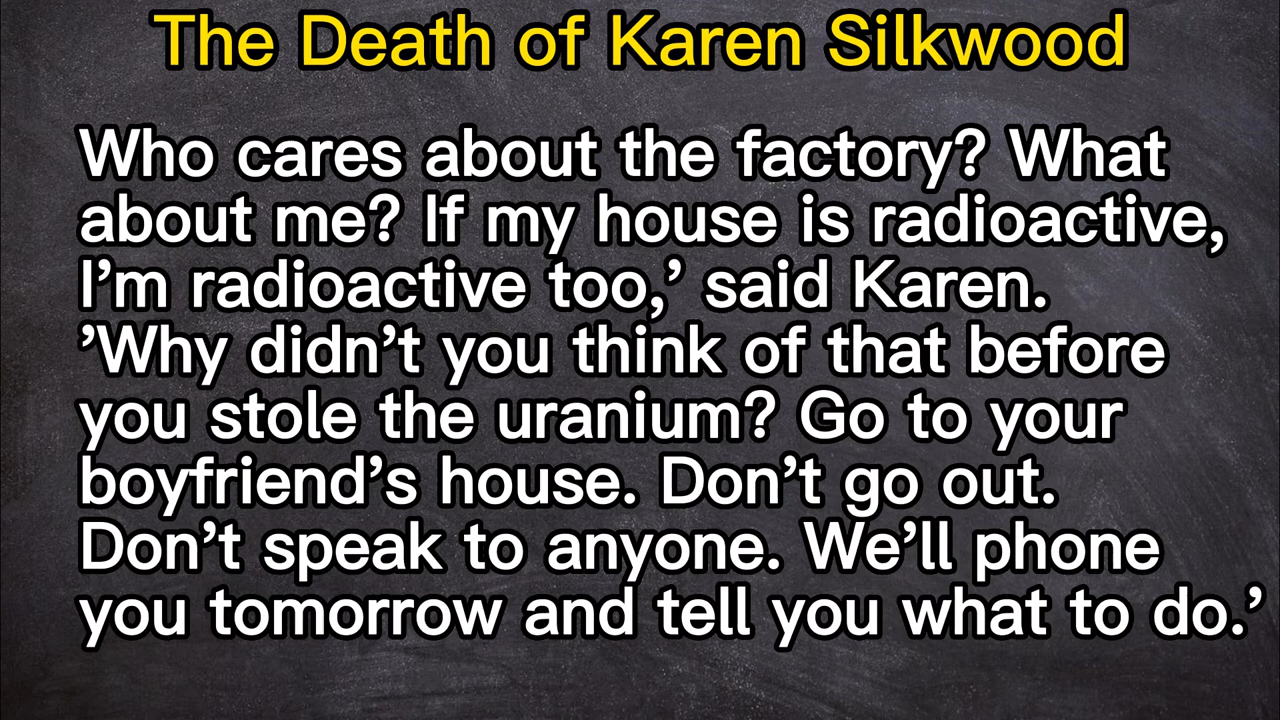 The Death of Karen Silkwood
Who cares about the factory? What
about me? If my house is radioactive,
I’m radioactive too,’ said Karen.
’Why didn’t you think of that before
you stole the uranium? Go to your
boyfriend’s house. Don’t go out.
Don’t speak to anyone. We’ll phone
you tomorrow and tell you what to do.’